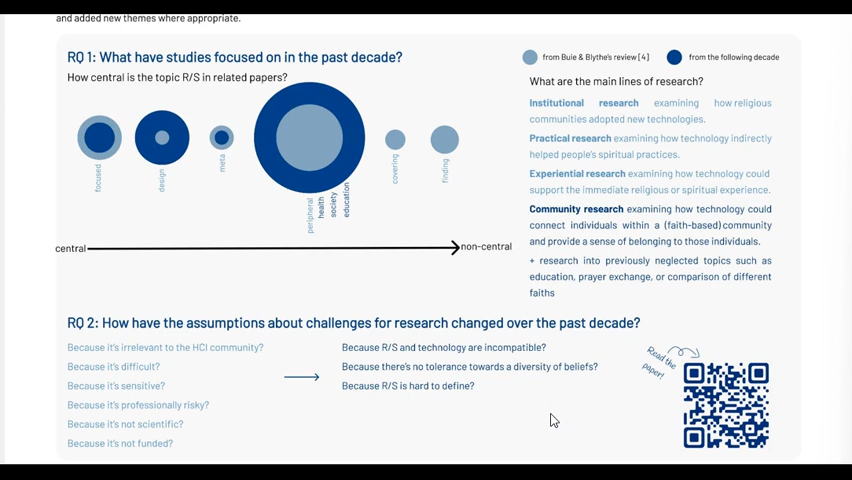 and added new themes where appropriate.
RQ 1: What have studies focused on in the past decade?
How central is the topic R/S in related papers?
focused
design
meta
peripheral
health
society
education
covering
finding
central
non-central
from Buie & Blythe's review [4]
from the following decade
What are the main lines of research?
Institutional research examining how religious
communities adopted new technologies.
Practical research examining how technology indirectly
helped people's spiritual practices.
Experiential research examining how technology could
support the immediate religious or spiritual experience.
Community research examining how technology could
connect individuals within a (faith-based) community
and provide a sense of belonging to those individuals.
+ research into previously neglected topics such as
education, prayer exchange, or comparison of different
faiths
RQ 2: How have the assumptions about challenges for research changed over the past decade?
Because it's irrelevant to the HCI community?
Because it's difficult?
Because it's sensitive?
Because it's professionally risky?
Because it's not scientific?
Because it's not funded?
Because R/S and technology are incompatible?
Because there's no tolerance towards a diversity of beliefs?
Because R/S is hard to define?
Read the
paper!